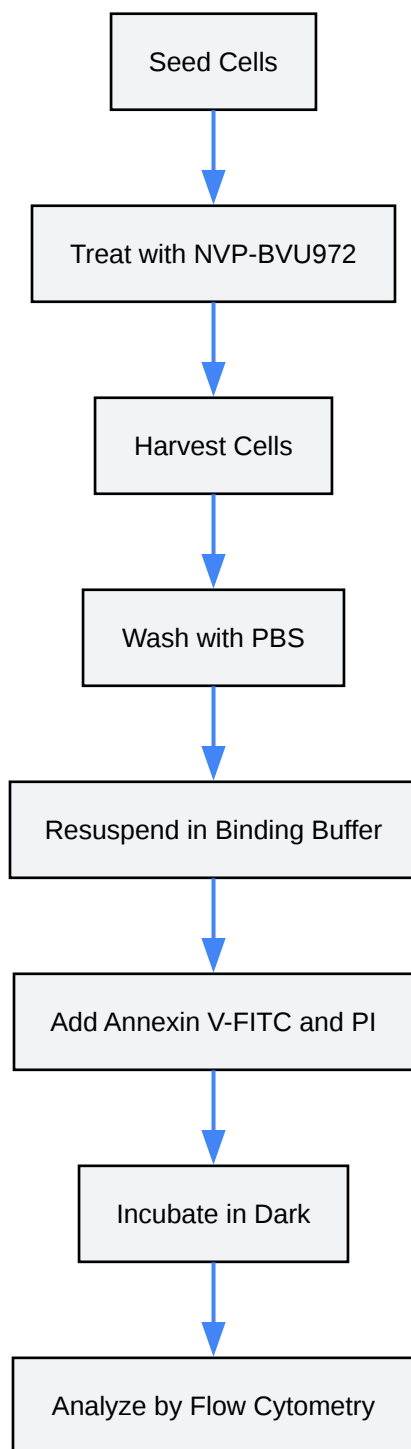 Seed Cells
Treat with NVP-BVU972
Harvest Cells
Wash with PBS
Resuspend in Binding Buffer
Add Annexin V-FITC and PI
Incubate in Dark
Analyze by Flow Cytometry